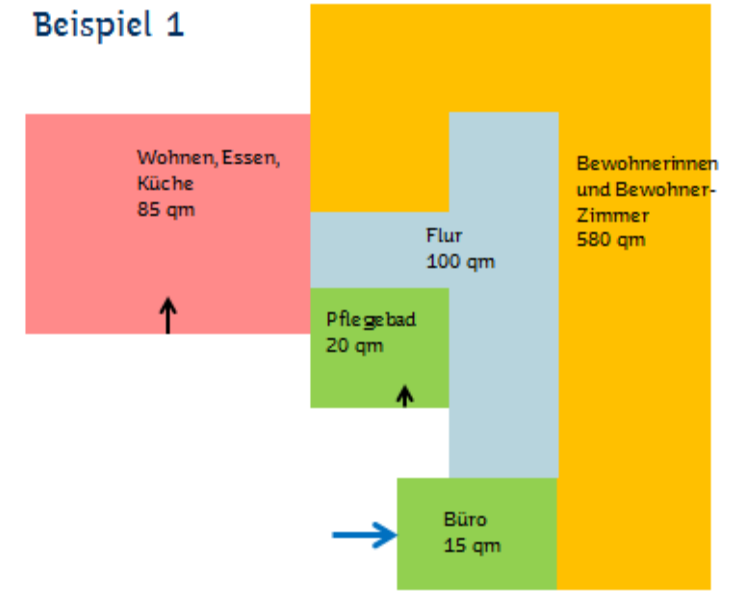 Beispiel 1
Wohnen, Essen,
Küche
85 qm
Bewohnerinnen
und Bewohner-
Zimmer
580 qm
Flur
100 qm
Pflegebad
20 qm
Büro
15 qm